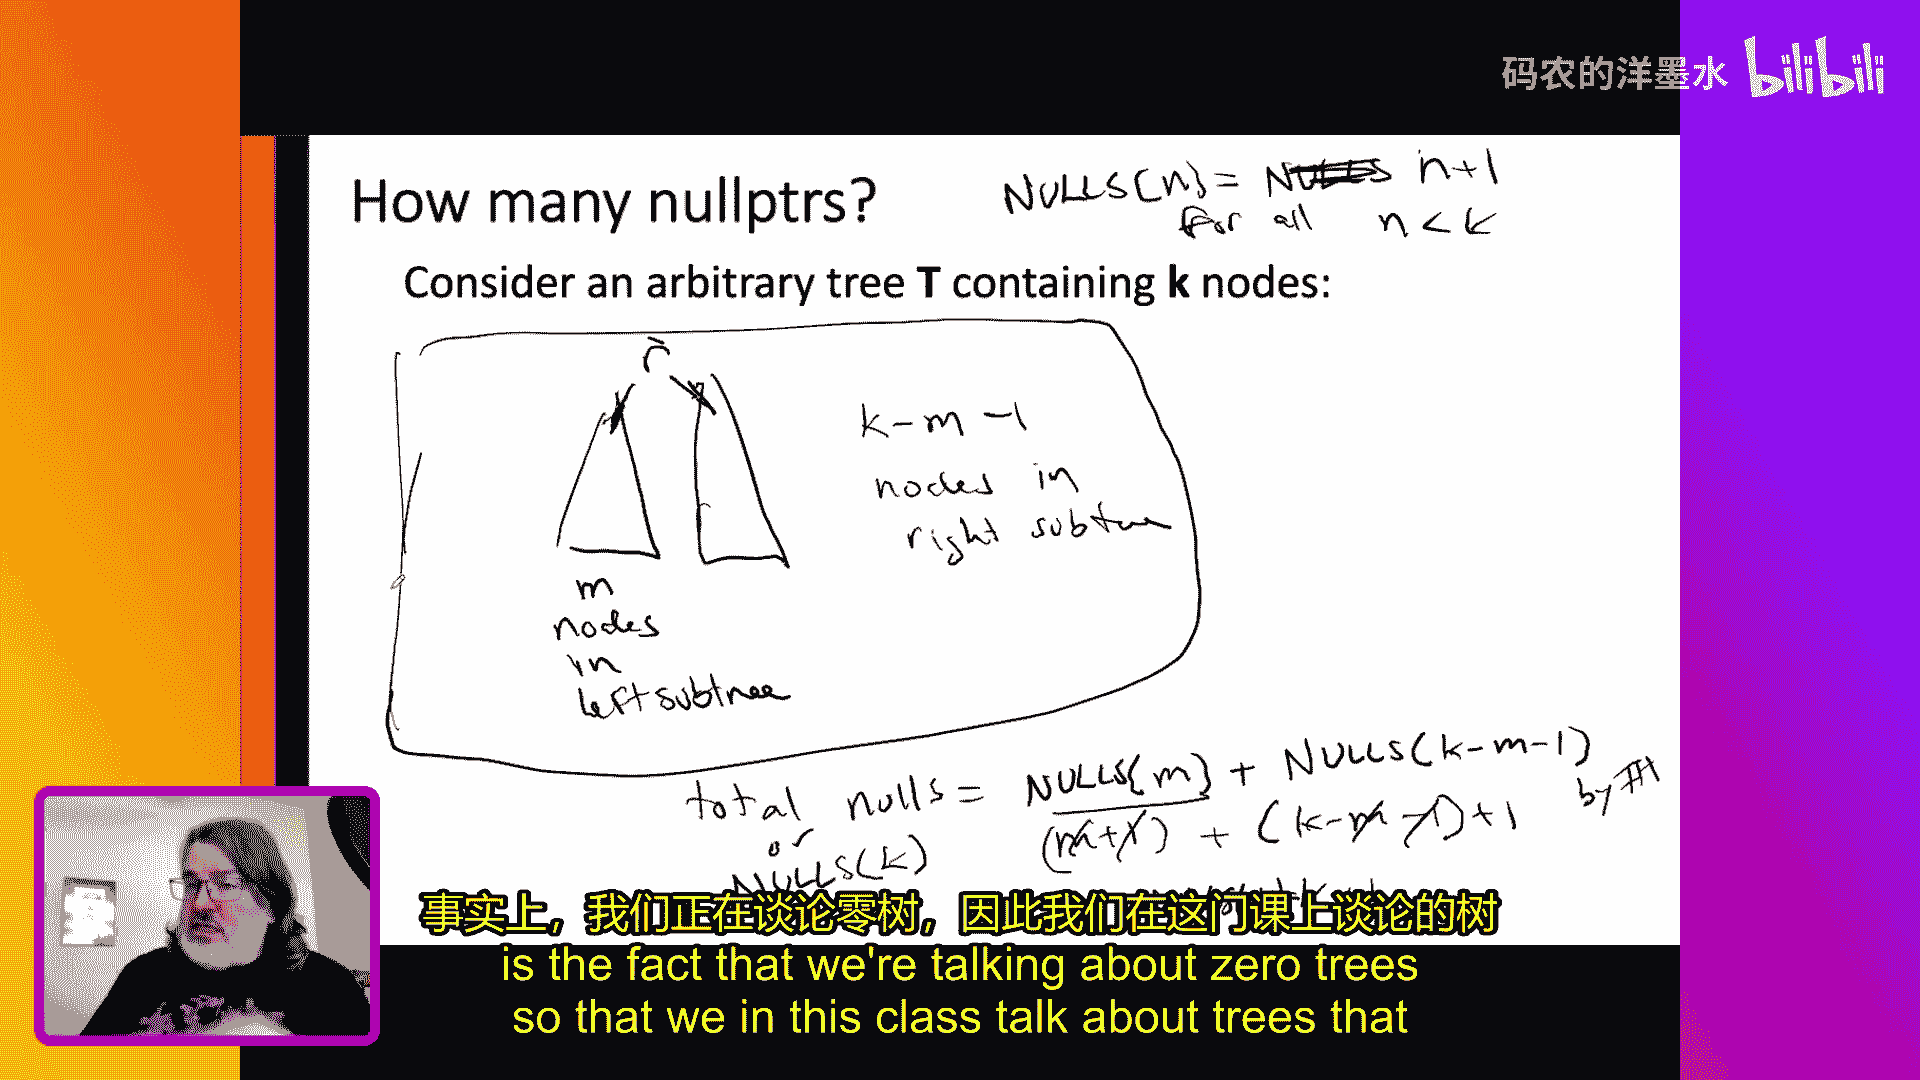 码农的洋墨水 bilibili
How many nullptrs?
NULLS(n) = n+1
for all n < k
Consider an arbitrary tree T containing k nodes:
r
k-m-1
nodes in
right subtree
m
nodes
in
left subtree
total nulls = NULLS(m) + NULLS(k-m-1)
by IH
or (m+1) + (k-m-1)+1
NULLS(k)
事实上，我们正在谈论零树，因此我们在这门课上谈论的树
is the fact that we're talking about zero trees
so that we in this class talk about trees that